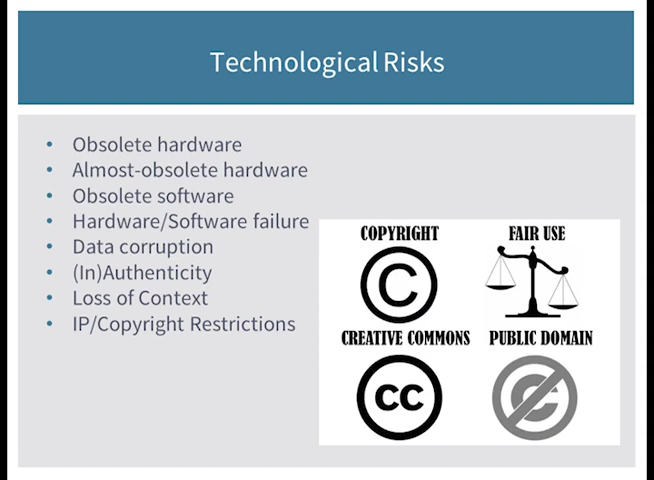 Technological Risks
• Obsolete hardware
• Almost-obsolete hardware
• Obsolete software
• Hardware/Software failure
• Data corruption
• (In)Authenticity
• Loss of Context
• IP/Copyright Restrictions
COPYRIGHT FAIR USE
C
CREATIVE COMMONS PUBLIC DOMAIN
CC C